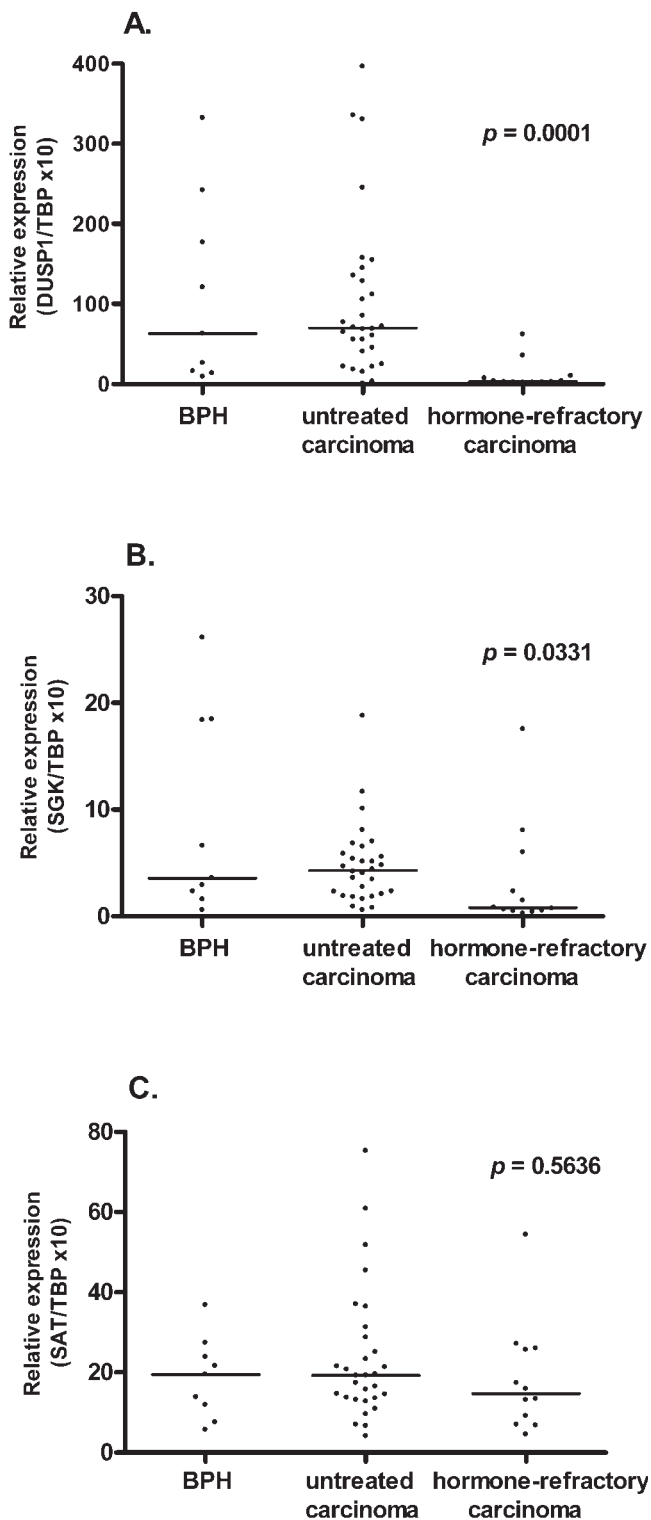 A.
Relative expression
(DUSP1/TBP x10)
400
300
200
100
0
p = 0.0001
BPH
untreated
carcinoma
hormone-refractory
carcinoma
B.
Relative expression
(SGK/TBP x10)
30
20
10
0
p = 0.0331
BPH
untreated
carcinoma
hormone-refractory
carcinoma
C.
Relative expression
(SAT/TBP x10)
80
60
40
20
0
p = 0.5636
BPH
untreated
carcinoma
hormone-refractory
carcinoma